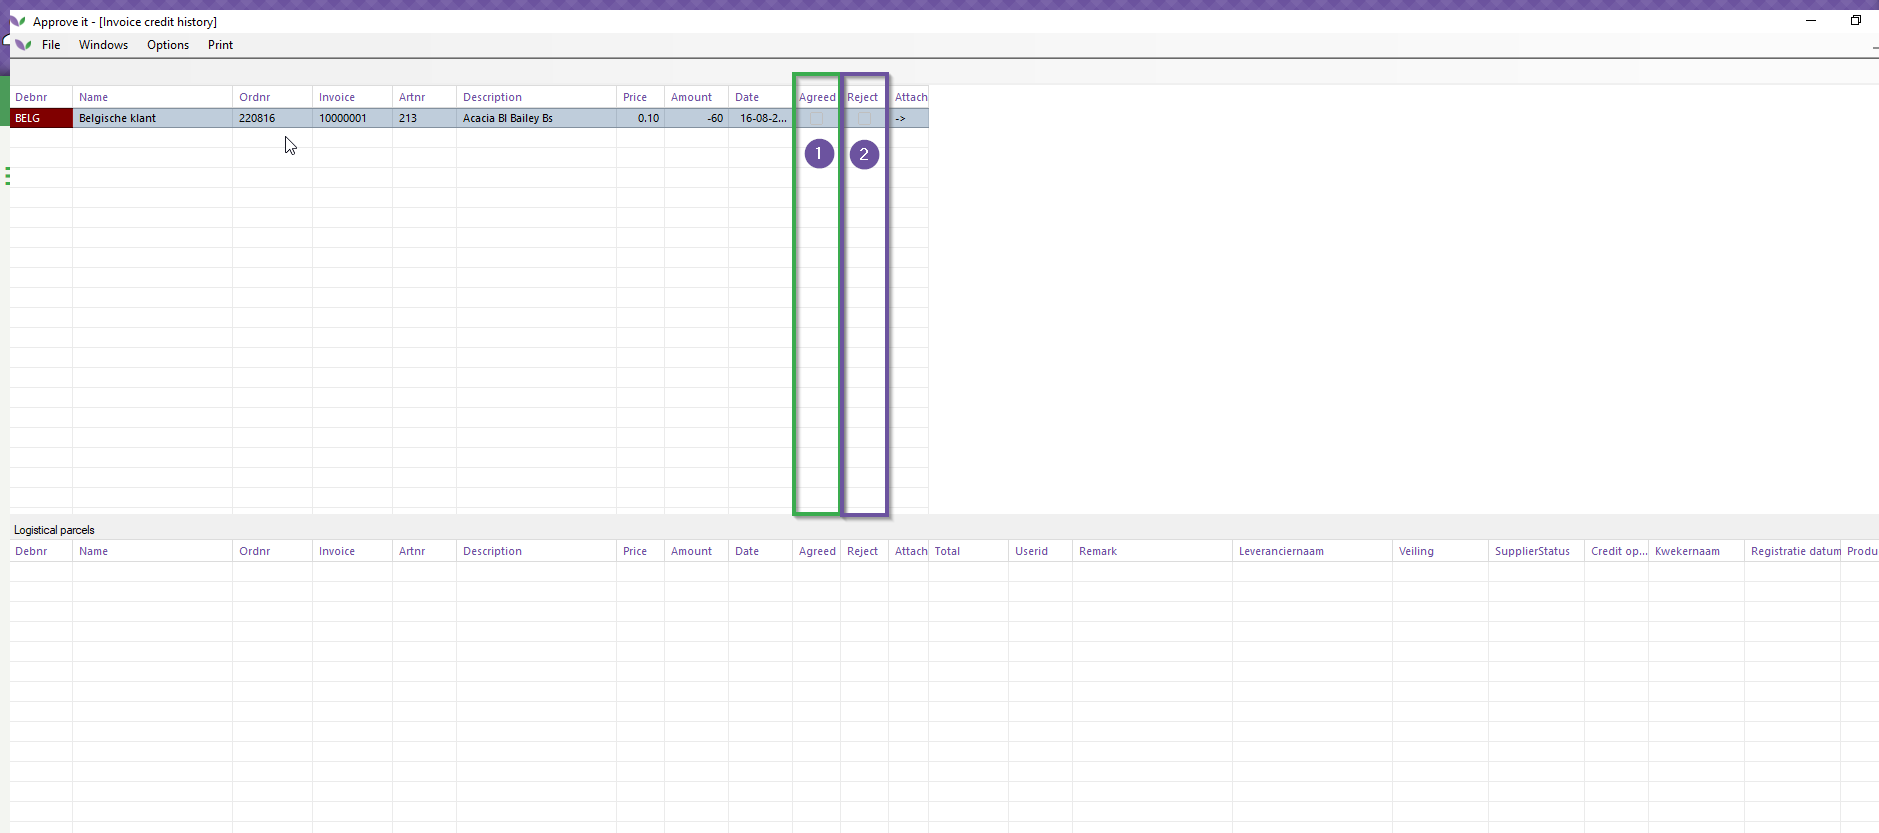 Approve it - [Invoice credit history]
File Windows Options Print
Debnr Name Ordnr Invoice Artnr Description Price Amount Date Agreed Reject Attach
BELG Belgische klant 220816 10000001 213 Acacia Bl Bailey Bs 0.10 -60 16-08-2... ->
1 2
Logistical parcels
Debnr Name Ordnr Invoice Artnr Description Price Amount Date Agreed Reject Attach Total Userid Remark Leveranciernaam Veiling SupplierStatus Credit op... Kwekernaam Registratie datum Produ